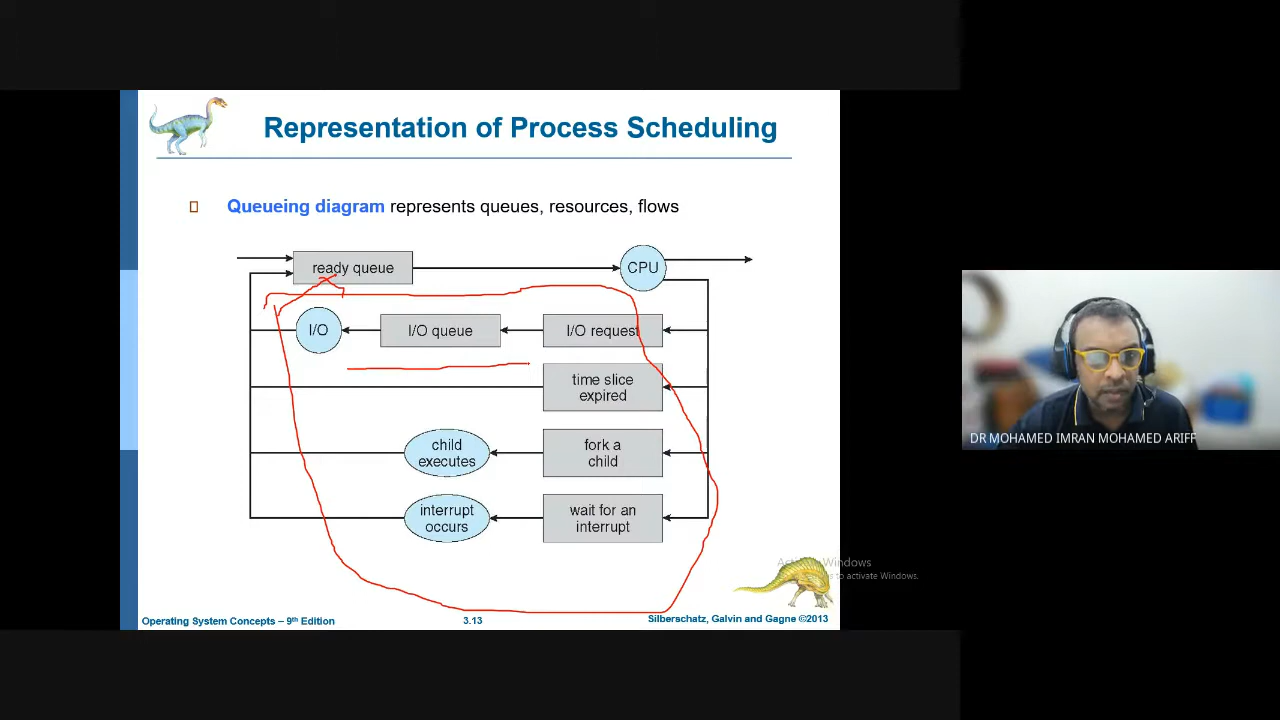 Representation of Process Scheduling
Queueing diagram represents queues, resources, flows
ready queue
CPU
I/O
I/O queue
I/O request
time slice
expired
child
executes
fork a
child
interrupt
occurs
wait for an
interrupt
DR MOHAMED IMRAN MOHAMED ARIFF
Windows
to activate Windows.
Operating System Concepts – 9th Edition
3.13
Silberschatz, Galvin and Gagne ©2013